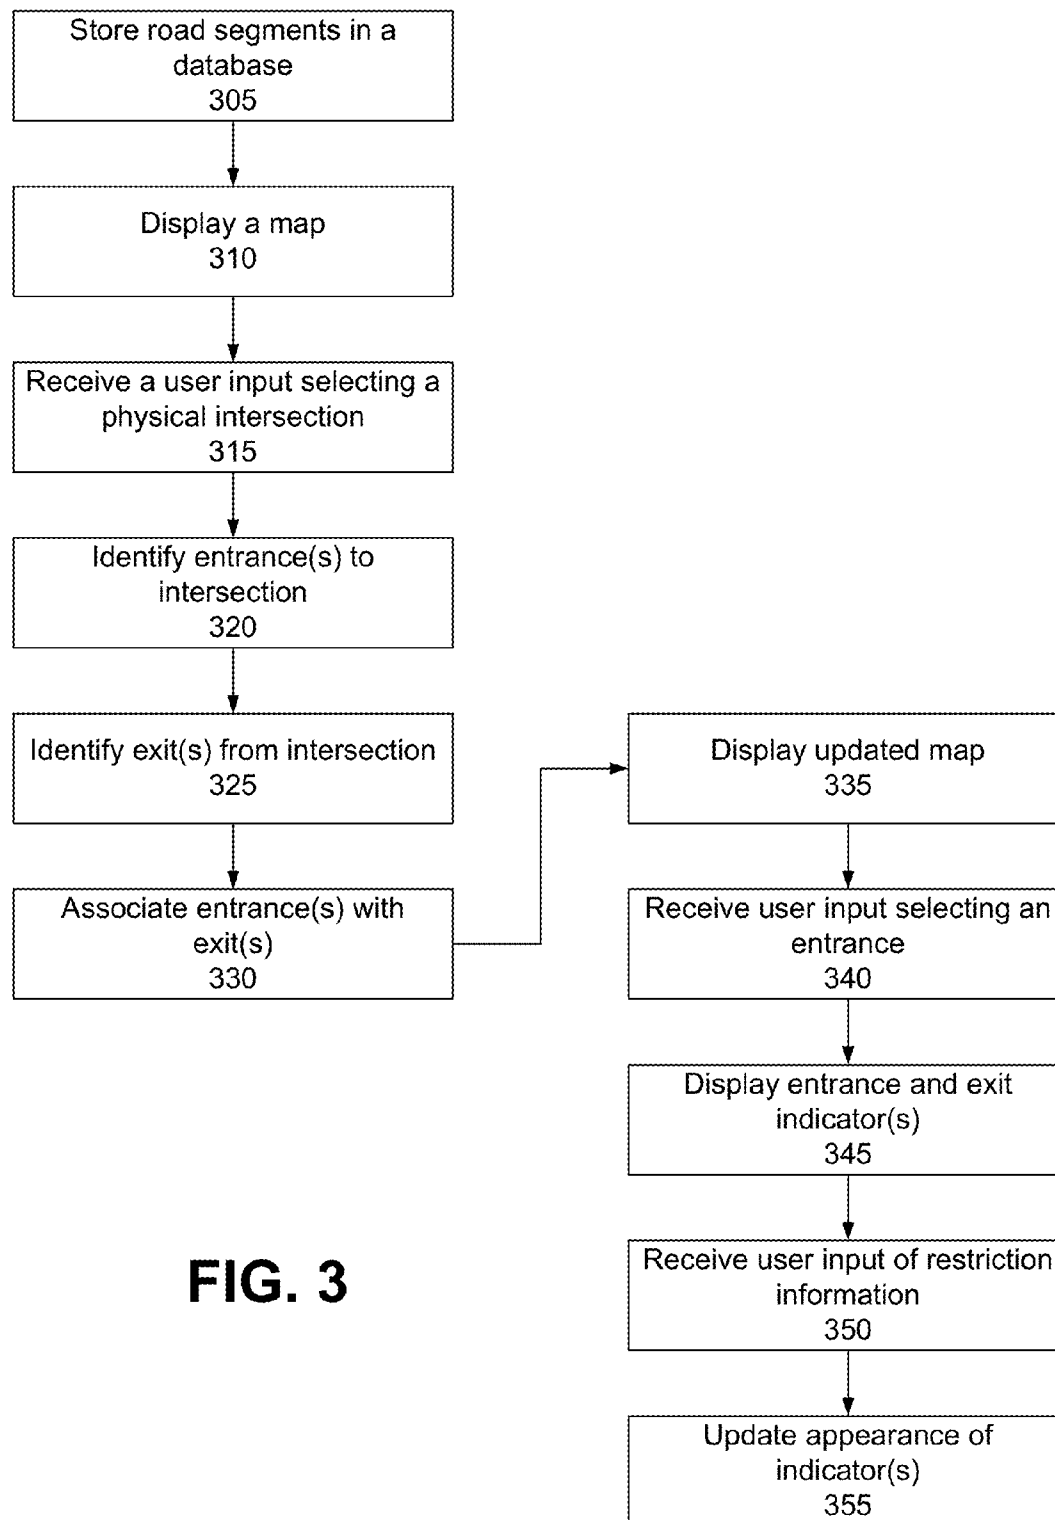 Store road segments in a
database
305
Display a map
310
Receive a user input selecting a
physical intersection
315
Identify entrance(s) to
intersection
320
Identify exit(s) from intersection
325
Associate entrance(s) with
exit(s)
330
Display updated map
335
Receive user input selecting an
entrance
340
Display entrance and exit
indicator(s)
345
Receive user input of restriction
information
350
Update appearance of
indicator(s)
355
FIG. 3